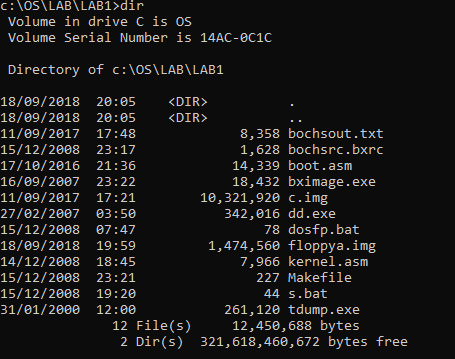 c:\OS\LAB\LAB1>dir
 Volume in drive C is OS
 Volume Serial Number is 14AC-0C1C
 Directory of c:\OS\LAB\LAB1
18/09/2018  20:05    <DIR>          .
18/09/2018  20:05    <DIR>          ..
11/09/2017  17:48             8,358 bochsout.txt
15/12/2008  23:17             1,628 bochsrc.bxrc
17/10/2016  21:36            14,339 boot.asm
16/09/2007  23:22            18,432 bximage.exe
11/09/2017  17:21        10,321,920 c.img
27/02/2007  03:50           342,016 dd.exe
15/12/2008  07:47                78 dosfp.bat
18/09/2018  19:59         1,474,560 floppya.img
14/12/2008  18:45             7,966 kernel.asm
15/12/2008  23:21               227 Makefile
15/12/2008  19:20                44 s.bat
31/01/2000  12:00           261,120 tdump.exe
              12 File(s)     12,450,688 bytes
               2 Dir(s)  321,618,460,672 bytes free